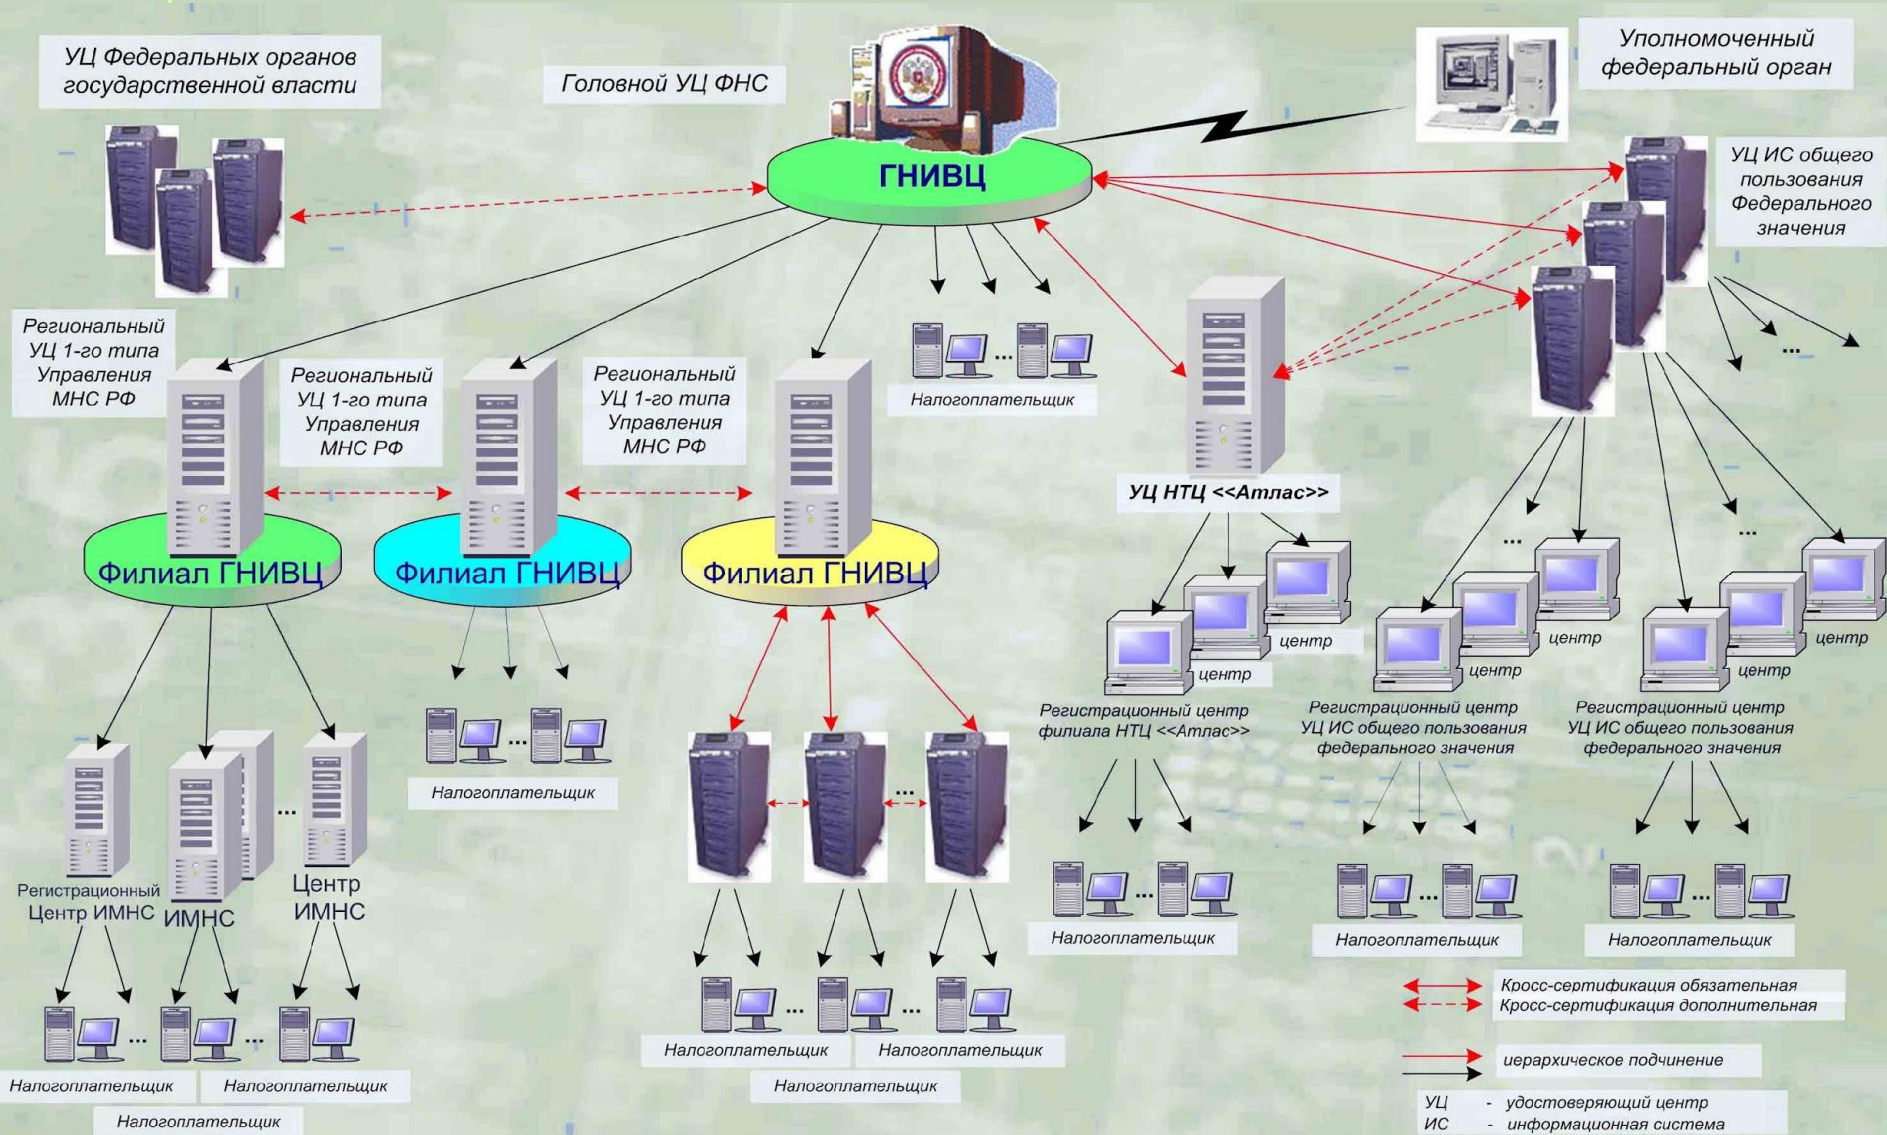 УЦ Федеральных органов
государственной власти
Головной УЦ ФНС
Уполномоченный
федеральный орган
ГНИВЦ
УЦ ИС общего
пользования
Федерального
значения
Региональный
УЦ 1-го типа
Управления
МНС РФ
Региональный
УЦ 1-го типа
Управления
МНС РФ
Региональный
УЦ 1-го типа
Управления
МНС РФ
...
Налогоплательщик
...
УЦ НТЦ <<Атлас>>
Филиал ГНИВЦ
Филиал ГНИВЦ
Филиал ГНИВЦ
...
...
центр
центр
центр
центр
центр
центр
Регистрационный центр
филиала НТЦ <<Атлас>>
Регистрационный центр
УЦ ИС общего пользования
федерального значения
Регистрационный центр
УЦ ИС общего пользования
федерального значения
...
Налогоплательщик
...
...
Регистрационный
Центр ИМНС
ИМНС
Центр
ИМНС
...
Налогоплательщик
...
Налогоплательщик
...
Налогоплательщик
... ...
Налогоплательщик
Налогоплательщик
Налогоплательщик
... ...
Налогоплательщик
Налогоплательщик
Налогоплательщик
Кросс-сертификация обязательная
Кросс-сертификация дополнительная
иерархическое подчинение
УЦ - удостоверяющий центр
ИС - информационная система